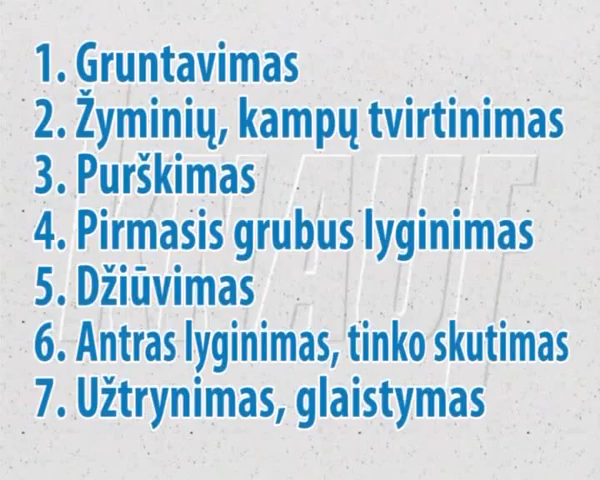 1. Gruntavimas
2. Žyminių, kampų tvirtinimas
3. Purškimas
4. Pirmasis grubus lyginimas
5. Džiūvimas
6. Antras lyginimas, tinko skutimas
7. Užtrynimas, glaistymas
KNAUF